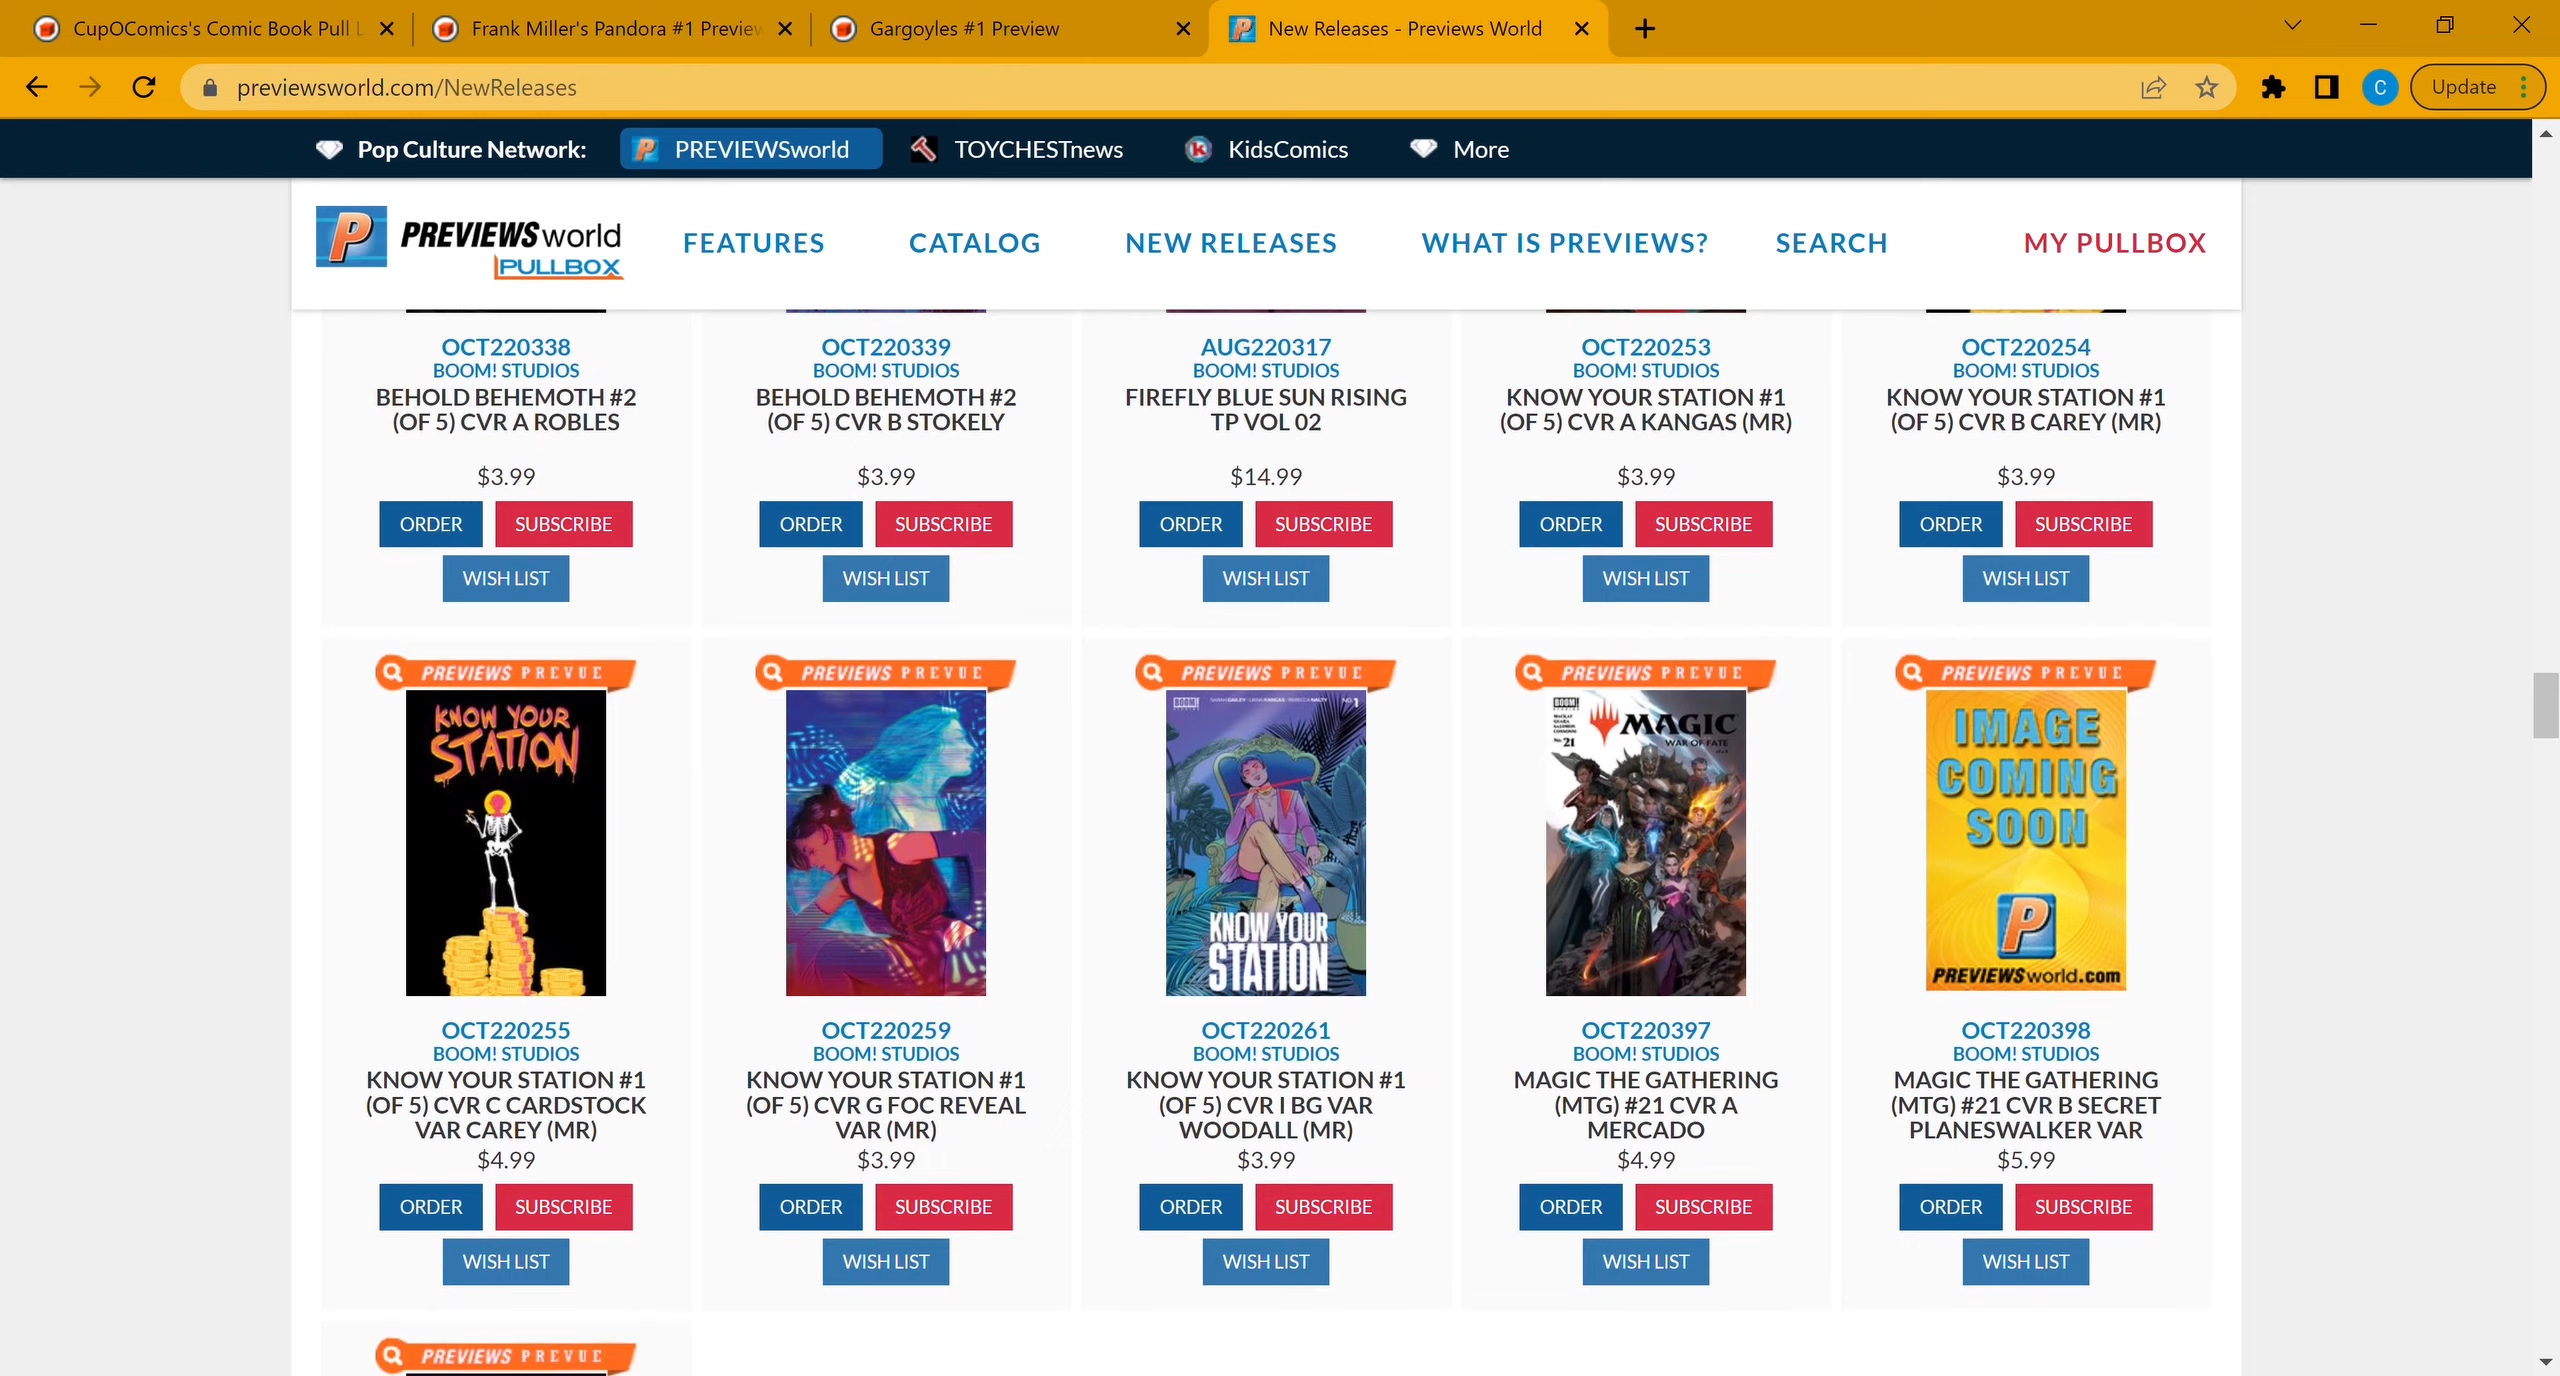 CupOComics's Comic Book Pull L
Frank Miller's Pandora #1 Preview
Gargoyles #1 Preview
New Releases - Previews World
previewsworld.com/NewReleases
C
Update
Pop Culture Network:
PREVIEWSworld
TOYCHESTnews
KidsComics
More
P PREVIEWSworld
PULLBOX
FEATURES
CATALOG
NEW RELEASES
WHAT IS PREVIEWS?
SEARCH
MY PULLBOX
OCT220338
BOOM! STUDIOS
BEHOLD BEHEMOTH #2
(OF 5) CVR A ROBLES
$3.99
ORDER
SUBSCRIBE
WISH LIST
OCT220339
BOOM! STUDIOS
BEHOLD BEHEMOTH #2
(OF 5) CVR B STOKELY
$3.99
ORDER
SUBSCRIBE
WISH LIST
AUG220317
BOOM! STUDIOS
FIREFLY BLUE SUN RISING
TP VOL 02
$14.99
ORDER
SUBSCRIBE
WISH LIST
OCT220253
BOOM! STUDIOS
KNOW YOUR STATION #1
(OF 5) CVR A KANGAS (MR)
$3.99
ORDER
SUBSCRIBE
WISH LIST
OCT220254
BOOM! STUDIOS
KNOW YOUR STATION #1
(OF 5) CVR B CAREY (MR)
$3.99
ORDER
SUBSCRIBE
WISH LIST
PREVIEWS PREVUE
KNOW YOUR
STATION
OCT220255
BOOM! STUDIOS
KNOW YOUR STATION #1
(OF 5) CVR C CARDSTOCK
VAR CAREY (MR)
$4.99
ORDER
SUBSCRIBE
WISH LIST
PREVIEWS PREVUE
OCT220259
BOOM! STUDIOS
KNOW YOUR STATION #1
(OF 5) CVR G FOC REVEAL
VAR (MR)
$3.99
ORDER
SUBSCRIBE
WISH LIST
PREVIEWS PREVUE
BOOM!
KNOW YOUR
STATION
OCT220261
BOOM! STUDIOS
KNOW YOUR STATION #1
(OF 5) CVR I BG VAR
WOODALL (MR)
$3.99
ORDER
SUBSCRIBE
WISH LIST
PREVIEWS PREVUE
BOOM!
MAGIC
WAR OF FATE
No. 21
OCT220397
BOOM! STUDIOS
MAGIC THE GATHERING
(MTG) #21 CVR A
MERCADO
$4.99
ORDER
SUBSCRIBE
WISH LIST
PREVIEWS PREVUE
IMAGE
COMING
SOON
P
PREVIEWSworld.com
OCT220398
BOOM! STUDIOS
MAGIC THE GATHERING
(MTG) #21 CVR B SECRET
PLANESWALKER VAR
$5.99
ORDER
SUBSCRIBE
WISH LIST
PREVIEWS PREVUE